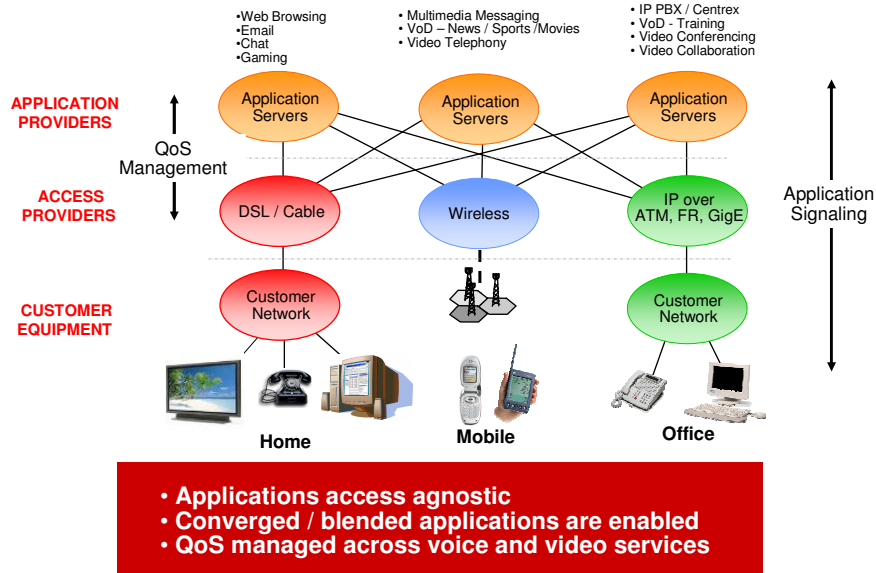 •Web Browsing
•Email
•Chat
•Gaming
• Multimedia Messaging
• VoD – News / Sports /Movies
• Video Telephony
• IP PBX / Centrex
• VoD - Training
• Video Conferencing
• Video Collaboration
APPLICATION
PROVIDERS
QoS
Management
Application
Servers
Application
Servers
Application
Servers
ACCESS
PROVIDERS
DSL / Cable
Wireless
IP over
ATM, FR, GigE
Application
Signaling
CUSTOMER
EQUIPMENT
Customer
Network
Customer
Network
Home
Mobile
Office
• Applications access agnostic
• Converged / blended applications are enabled
• QoS managed across voice and video services